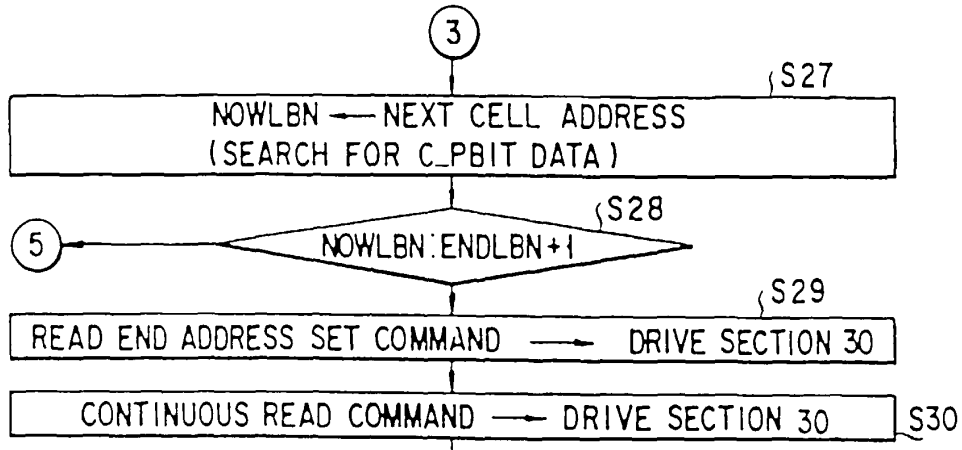 3
S27
NOWLBN ← NEXT CELL ADDRESS
(SEARCH FOR C_PBIT DATA)
S28
5
NOWLBN:ENDLBN+1
S29
READ END ADDRESS SET COMMAND → DRIVE SECTION 30
CONTINUOUS READ COMMAND → DRIVE SECTION 30
S30